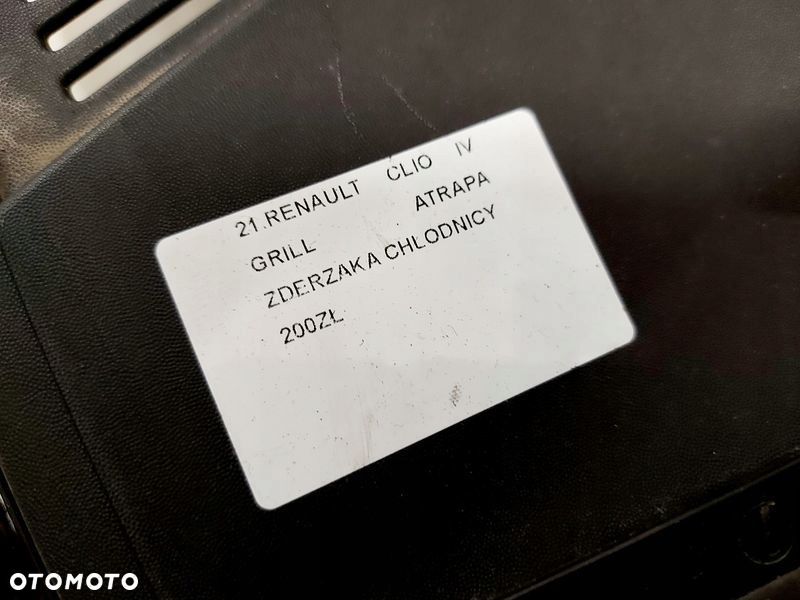 21.RENAULT CLIO IV
GRILL ATRAPA
ZDERZAKA CHLODNICY
200ZŁ
OTOMOTO